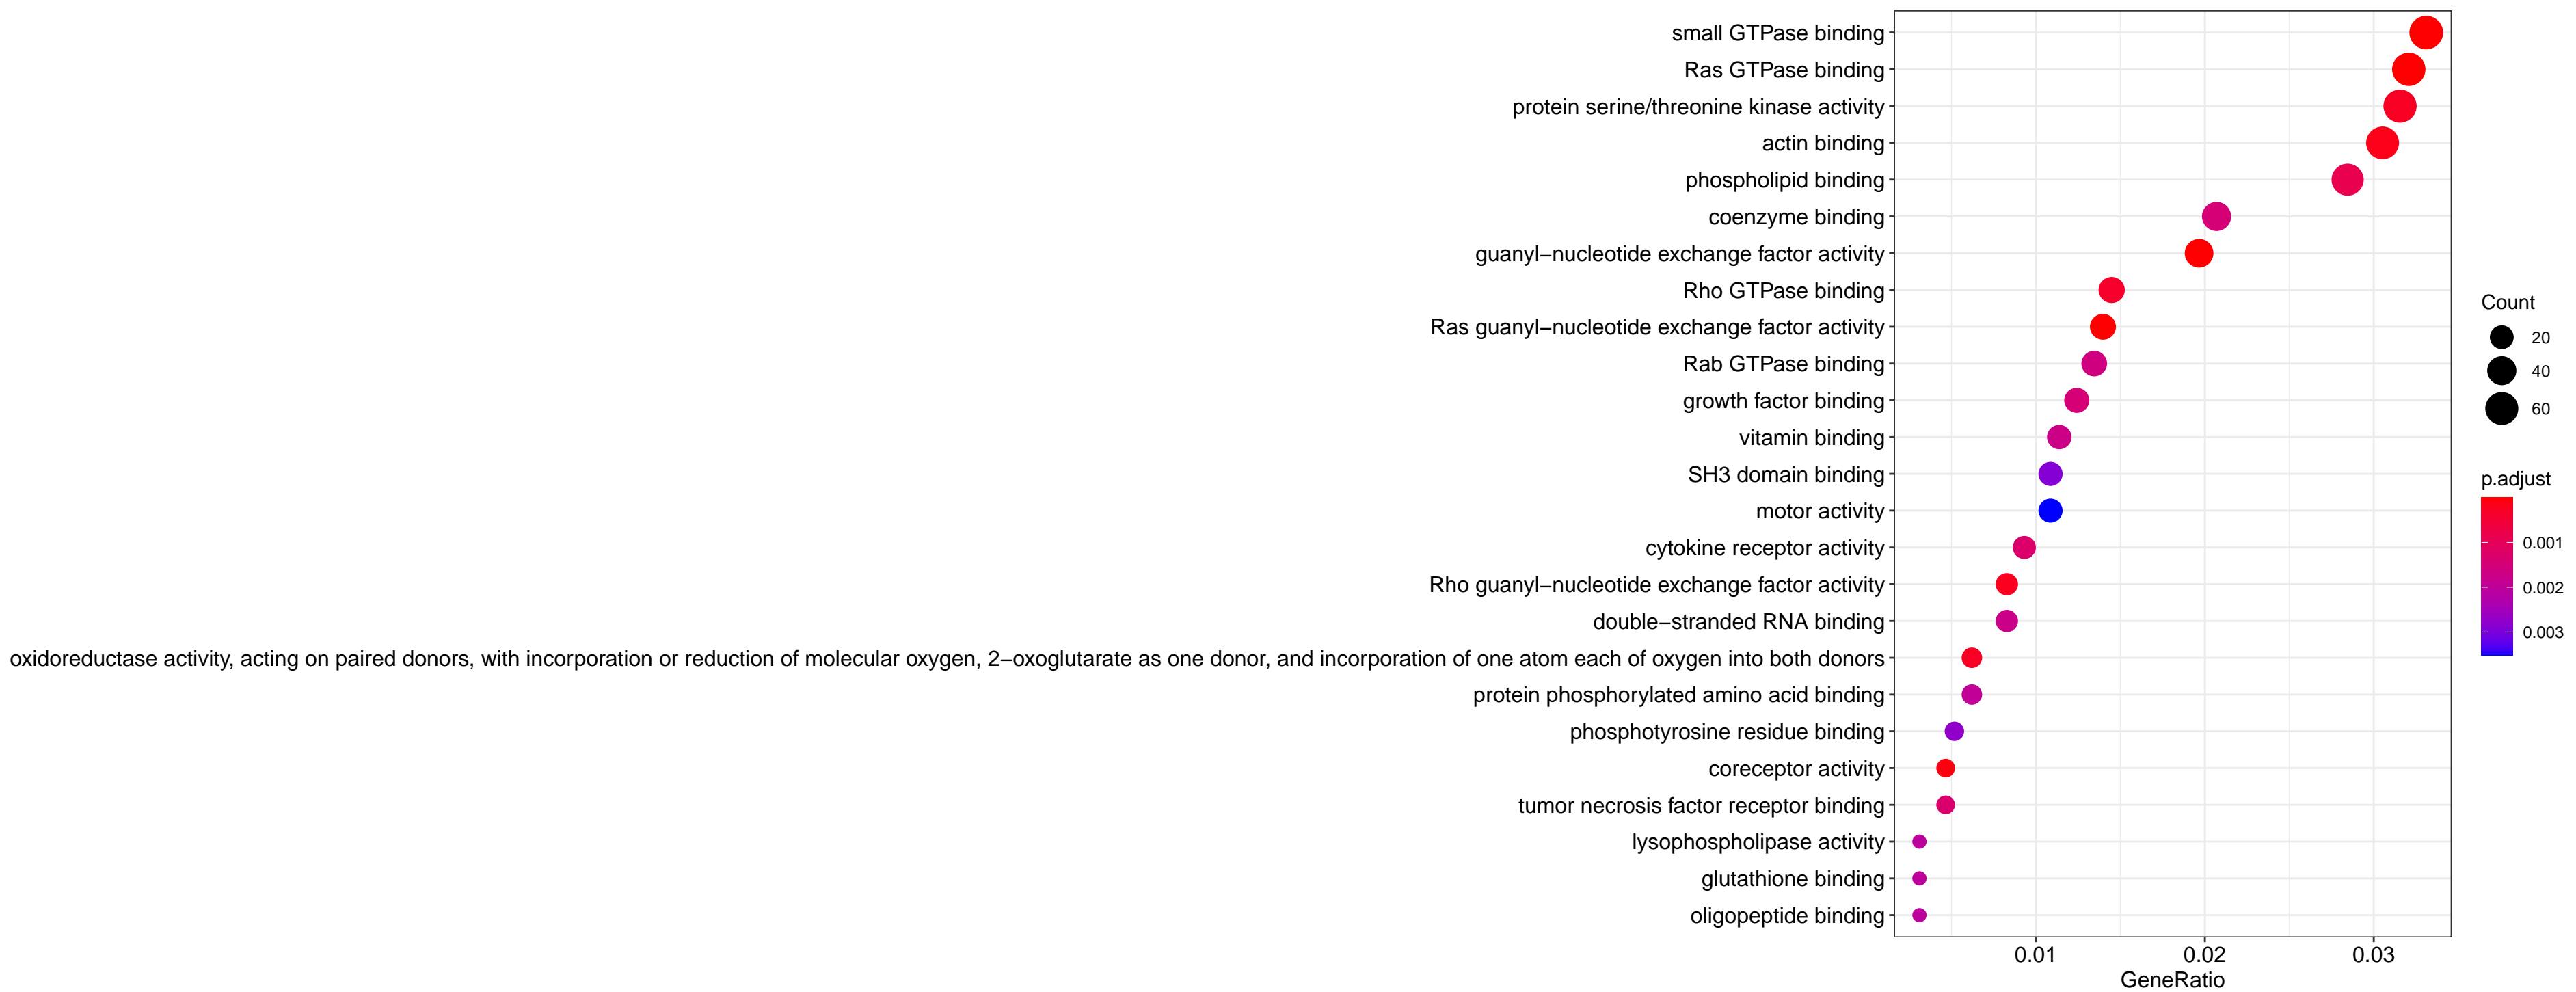 small GTPase binding
Ras GTPase binding
protein serine/threonine kinase activity
actin binding
phospholipid binding
coenzyme binding
guanyl−nucleotide exchange factor activity
Rho GTPase binding
Ras guanyl−nucleotide exchange factor activity
Rab GTPase binding
growth factor binding
vitamin binding
SH3 domain binding
motor activity
cytokine receptor activity
Rho guanyl−nucleotide exchange factor activity
double−stranded RNA binding
oxidoreductase activity, acting on paired donors, with incorporation or reduction of molecular oxygen, 2−oxoglutarate as one donor, and incorporation of one atom each of oxygen into both donors
protein phosphorylated amino acid binding
phosphotyrosine residue binding
coreceptor activity
tumor necrosis factor receptor binding
lysophospholipase activity
glutathione binding
oligopeptide binding
0.01 0.02 0.03
GeneRatio
Count
20
40
60
p.adjust
0.001
0.002
0.003